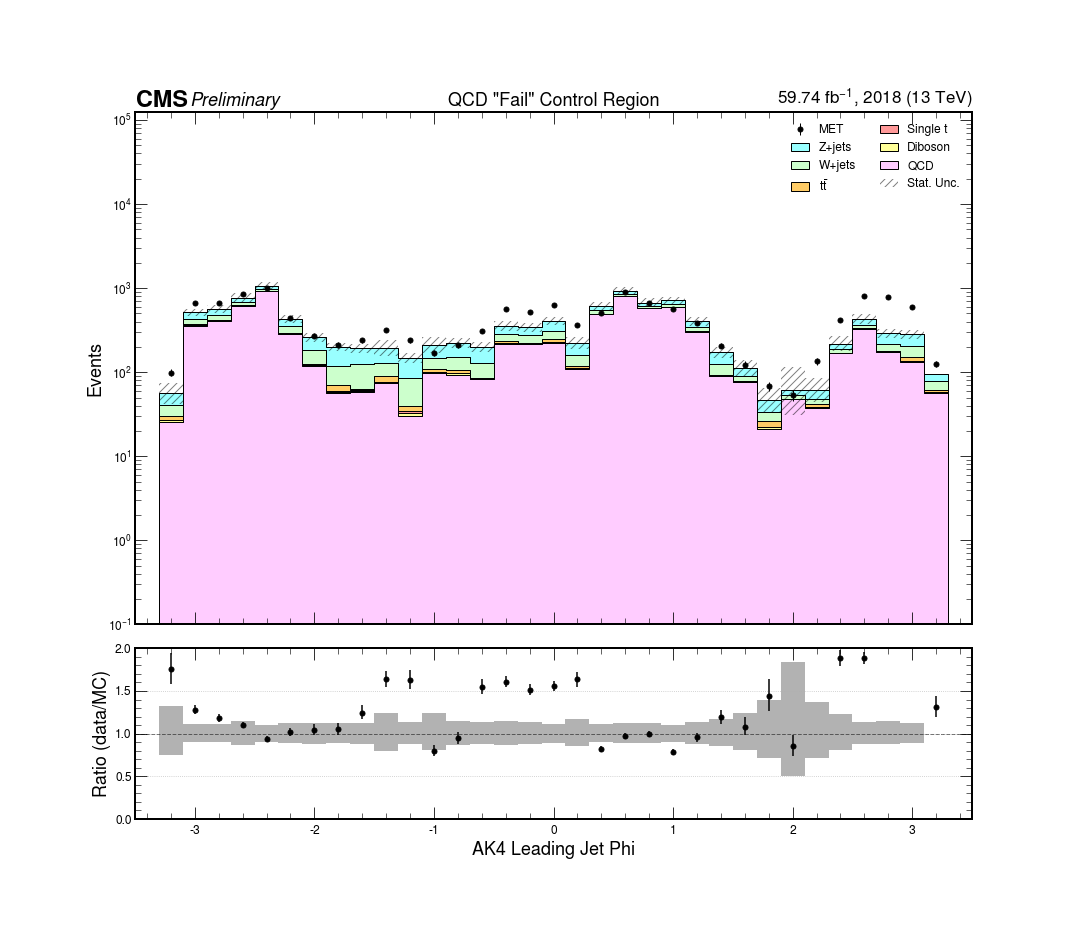 CMS Preliminary QCD "Fail" Control Region 59.74 fb⁻¹, 2018 (13 TeV)
MET Single t
Z+jets Diboson
W+jets QCD
tt̄ Stat. Unc.
Events
10⁵
10⁴
10³
10²
10¹
10⁰
10⁻¹
Ratio (data/MC)
2.0
1.5
1.0
0.5
0.0
-3 -2 -1 0 1 2 3
AK4 Leading Jet Phi